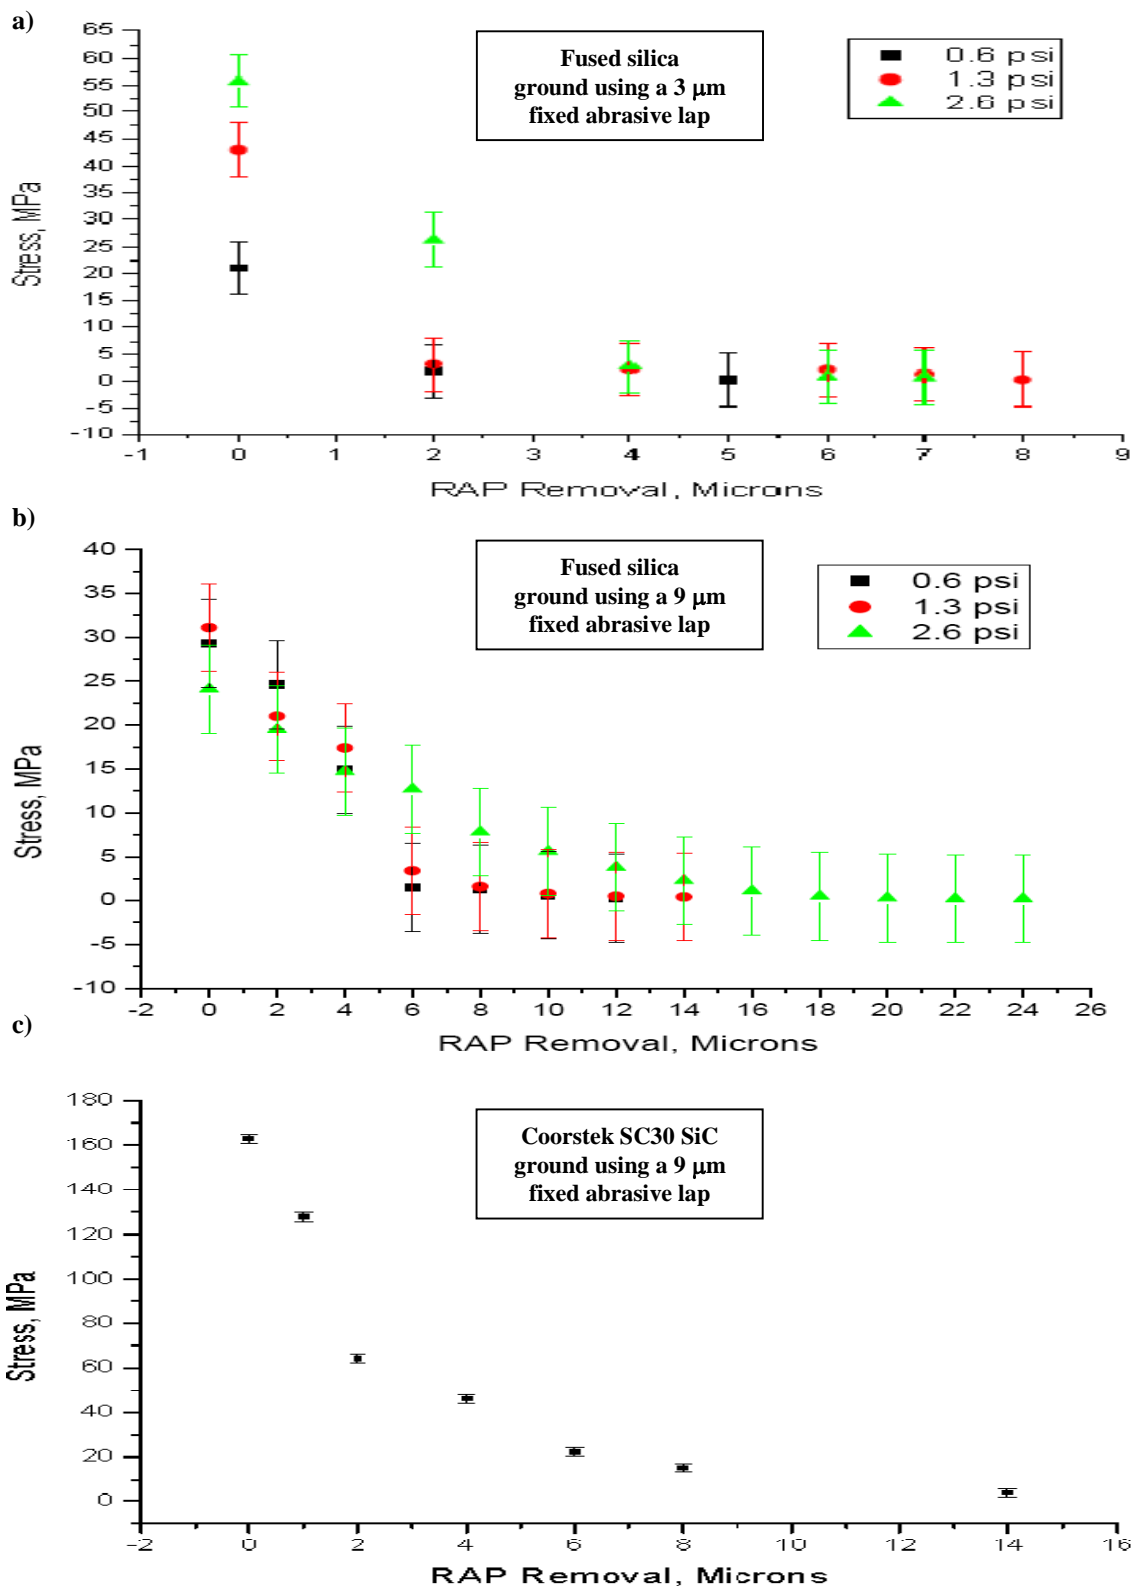 a)
65
60
55
50
45
40
35
30
25
20
15
10
5
0
-5
-10
Stress, MPa
Fused silica
ground using a 3 µm
fixed abrasive lap
0.6 psi
1.3 psi
2.6 psi
-1 0 1 2 3 4 5 6 7 8 9
RAP Removal, Microns
b)
40
35
30
25
20
15
10
5
0
-5
-10
Stress, MPa
Fused silica
ground using a 9 µm
fixed abrasive lap
0.6 psi
1.3 psi
2.6 psi
-2 0 2 4 6 8 10 12 14 16 18 20 22 24 26
RAP Removal, Microns
c)
180
160
140
120
100
80
60
40
20
0
Stress, MPa
Coorstek SC30 SiC
ground using a 9 µm
fixed abrasive lap
-2 0 2 4 6 8 10 12 14 16
RAP Removal, Microns